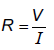 R = V/I